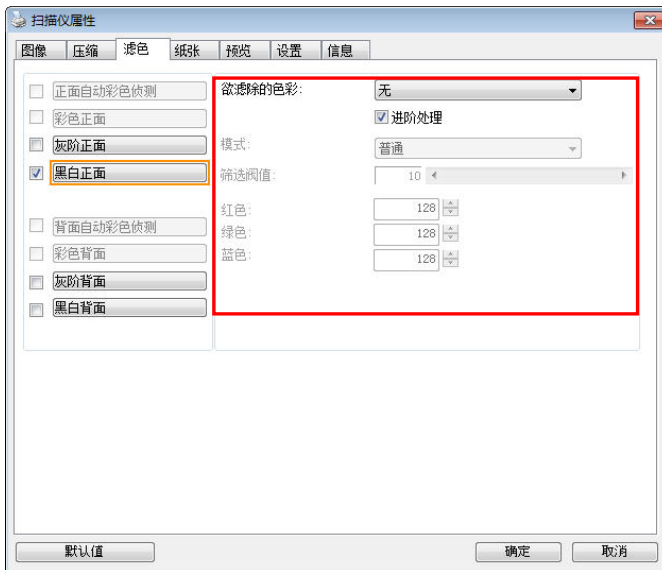 扫描仪属性
图像 压缩 滤色 纸张 预览 设置 信息
正面自动彩色侦测
彩色正面
灰阶正面
黑白正面
背面自动彩色侦测
彩色背面
灰阶背面
黑白背面
欲滤除的色彩: 无
进阶处理
模式: 普通
筛选阀值: 10
红色: 128
绿色: 128
蓝色: 128
默认值 确定 取消